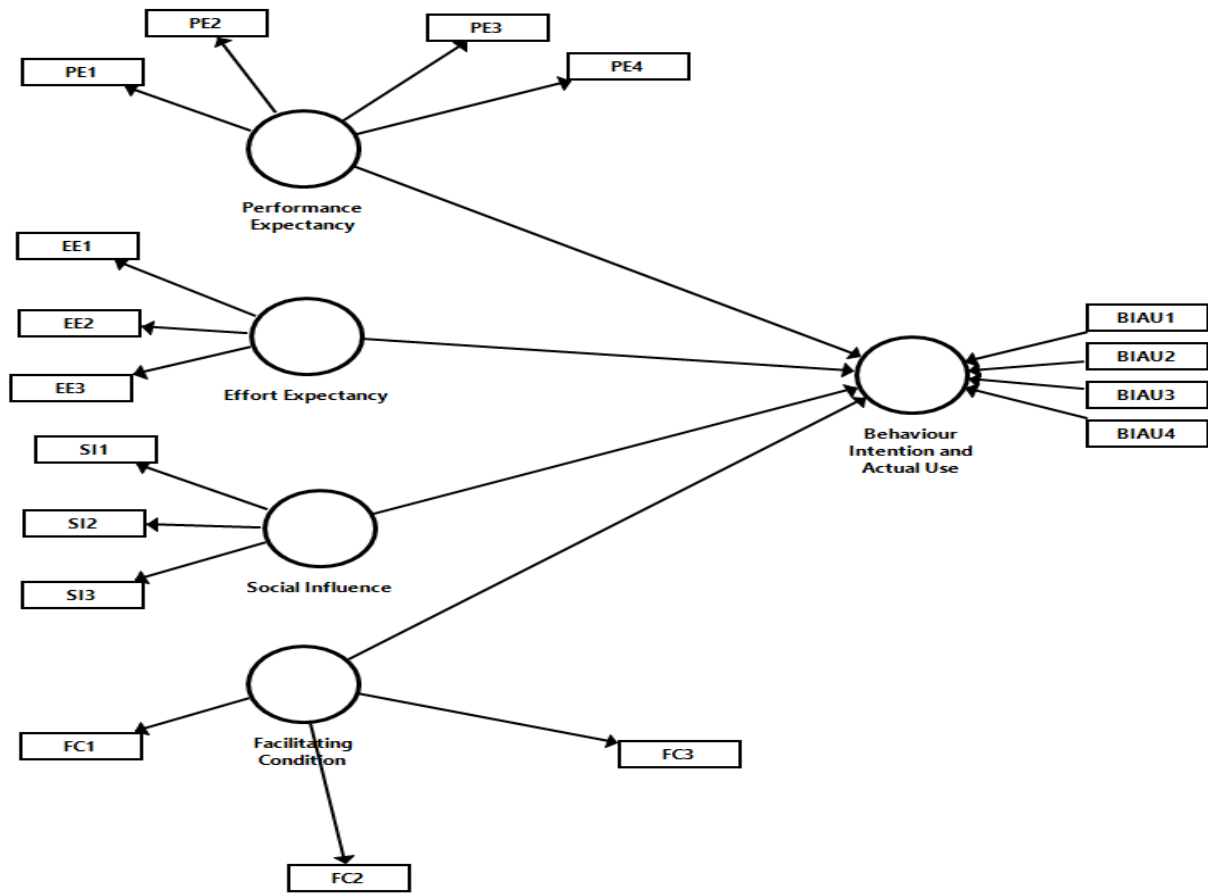 PE2
PE3
PE1
PE4
Performance
Expectancy
EE1
EE2
EE3
Effort Expectancy
BIAU1
BIAU2
BIAU3
BIAU4
Behaviour
Intention and
Actual Use
SI1
SI2
SI3
Social Influence
FC1
Facilitating
Condition
FC3
FC2